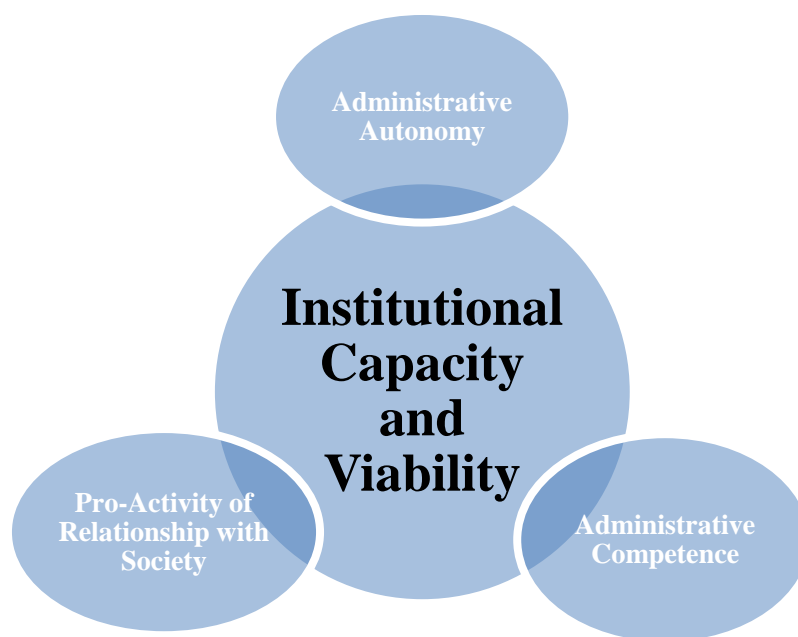 Administrative
Autonomy
Institutional
Capacity
and
Viability
Pro-Activity of
Relationship with
Society
Administrative
Competence